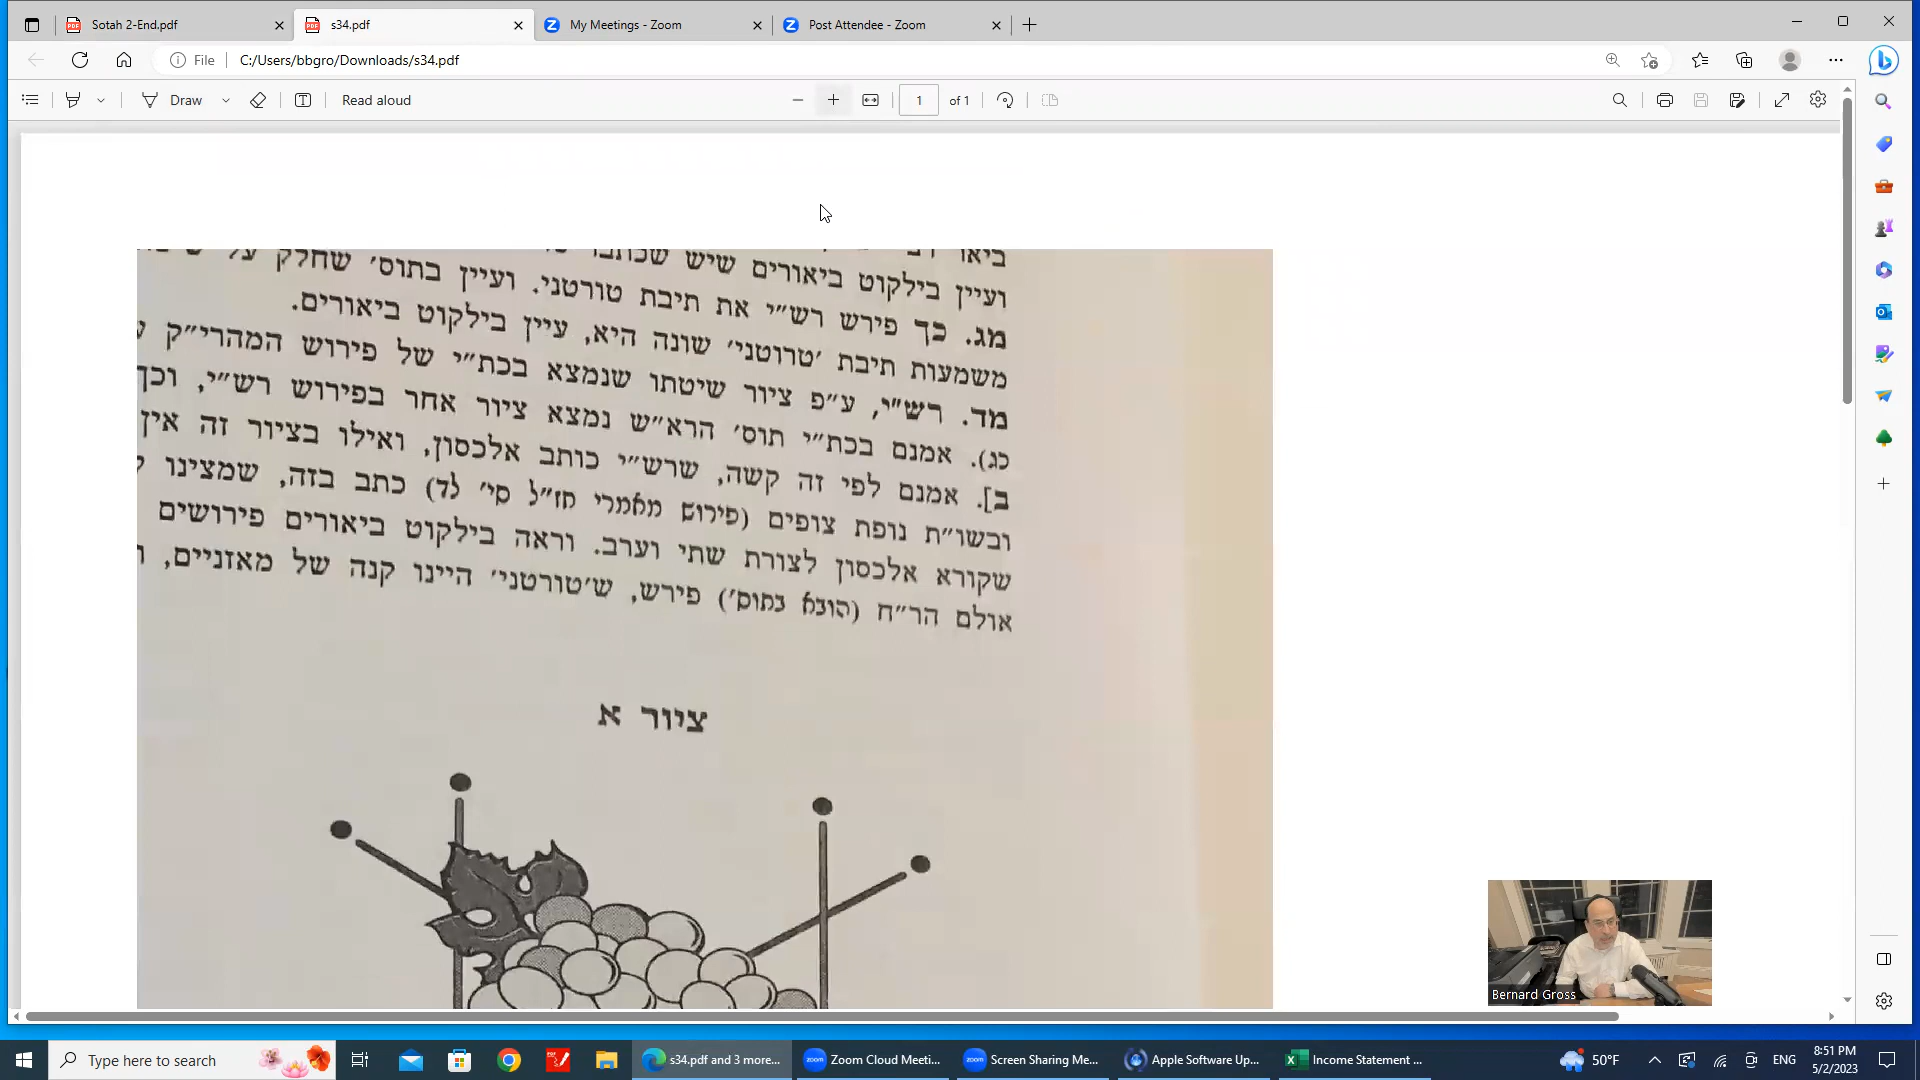 Sotah 2-End.pdf
s34.pdf
My Meetings - Zoom
Post Attendee - Zoom
File
C:/Users/bbgro/Downloads/s34.pdf
Draw
Read aloud
1
of 1
ועיין בילקוט ביאורים שיש שכתבו
מג. כך פירש רש״י את תיבת טורטני. ועיין בתוס׳ שחלק על
משמעות תיבת ׳טרוטני׳ שונה היא, עיין בילקוט ביאורים.
מד. רש״י, ע״פ ציור שיטתו שנמצא בכת״י של פירוש המהרי״ק
כג). אמנם בכת״י תוס׳ הרא״ש נמצא ציור אחר בפירוש רש״י, וכך
ב]. אמנם לפי זה קשה, שרש״י כותב אלכסון, ואילו בציור זה אין
ובשו״ת נופת צופים (פירוש מאמרי חז״ל סי׳ לד) כתב בזה, שמצינו
שקורא אלכסון לצורת שתי וערב. וראה בילקוט ביאורים פירושים
אולם הר״ח (הובא בתוס׳) פירש, ש׳טורטני׳ היינו קנה של מאזניים,
ציור א
Bernard Gross
Type here to search
s34.pdf and 3 more...
Zoom Cloud Meeti...
Screen Sharing Me...
Apple Software Up...
Income Statement ...
50°F
ENG
8:51 PM
5/2/2023